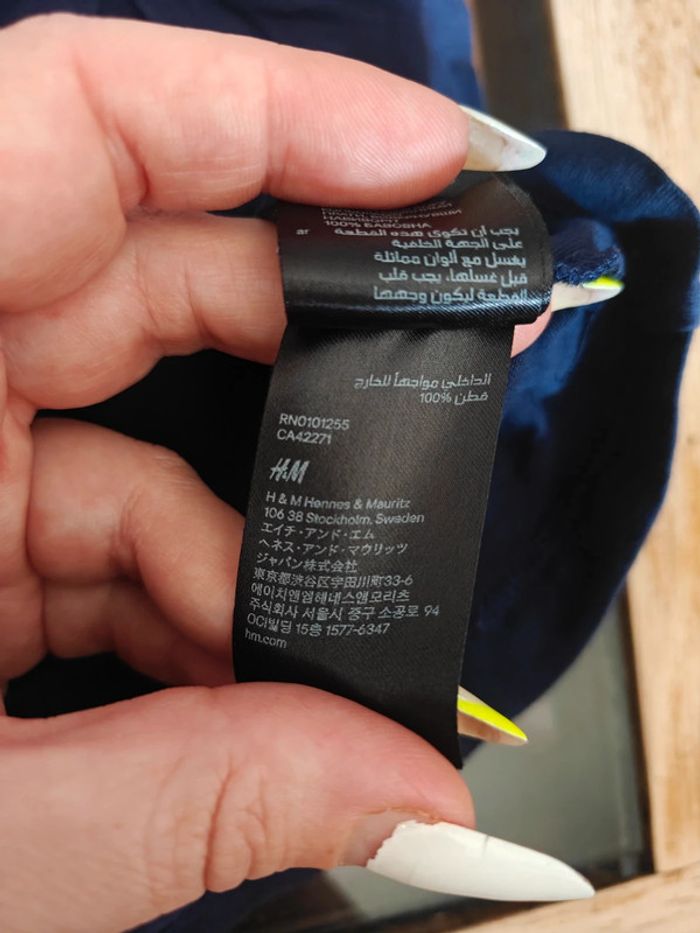 100% BABOBHA
ar يجب ان تكوى هذه القطعة
على الجهة الخلفية
يغسل مع ألوان مماثلة
قبل غسلها، يجب قلب
القطعة ليكون وجهها
الداخلي مواجهاً للخارج
قطن %100
RN0101255
CA42271
H&M
H & M Hennes & Mauritz
106 38 Stockholm, Sweden
エイチ・アンド・エム
ヘネス・アンド・マウリッツ
ジャパン株式会社
東京都渋谷区宇田川町33-6
에이치앤엠헤네스앤모리츠
주식회사 서울시 중구 소공로 94
OCI빌딩 15층 1577-6347
hm.com